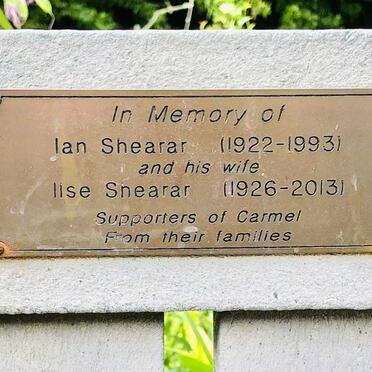 In Memory of
Ian Shearar (1922-1993)
and his wife
Ilse Shearar (1926-2013)
Supporters of Carmel
From their families